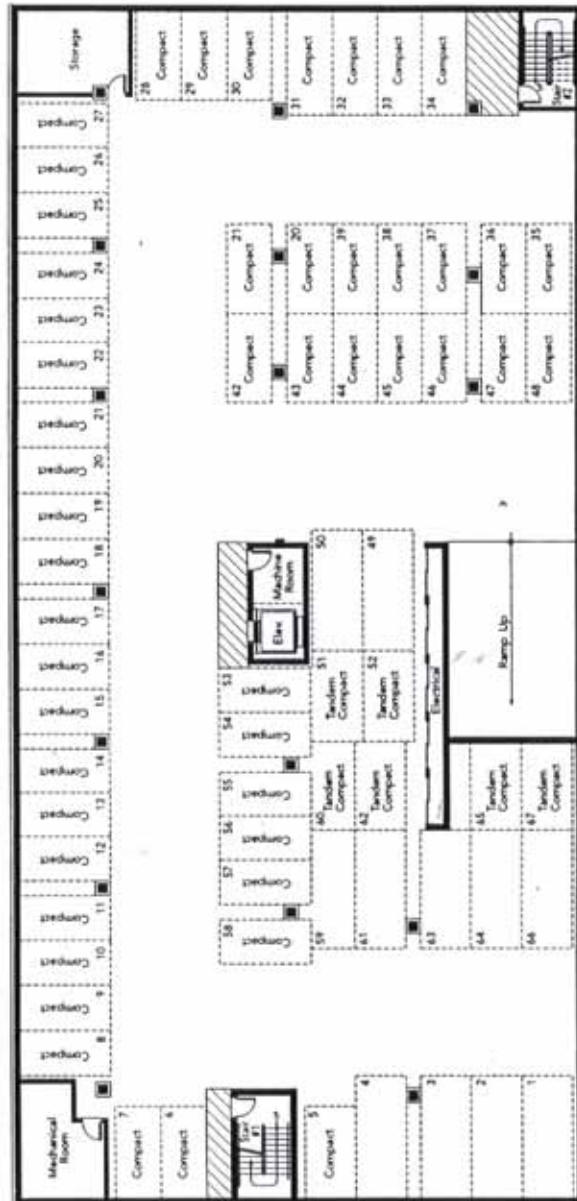 Storage
Compact
28
Compact
29
Compact
30
Compact
31
Compact
32
Compact
33
Compact
34
Stair
#2
Compact
27
Compact
26
Compact
25
Compact
24
Compact
23
Compact
22
Compact
21
Compact
20
Compact
19
Compact
18
Compact
17
Compact
16
Compact
15
Compact
14
Compact
13
Compact
12
Compact
11
Compact
10
Compact
9
Compact
8
21
Compact
20
Compact
39
Compact
38
Compact
37
Compact
36
Compact
35
Compact
Compact
42
Compact
43
Compact
44
Compact
45
Compact
46
Compact
47
Compact
48
Machine
Room
Elev.
50
49
51
Tandem
Compact
52
Tandem
Compact
Electrical
Ramp Up
53
Compact
54
Compact
55
Compact
56
Compact
57
Compact
58
Compact
Tandem
Compact
60
Tandem
Compact
62
Tandem
Compact
65
Tandem
Compact
67
59
61
63
64
66
Mechanical
Room
7
Compact
6
Compact
Stair
#1
5
Compact
4
3
2
1